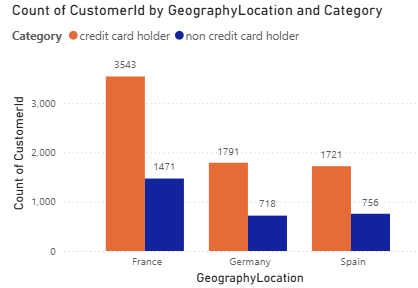 Count of CustomerId by GeographyLocation and Category
Category credit card holder non credit card holder
3543
1791
1721
1471
718
756
3,000
2,000
1,000
0
Count of CustomerId
France Germany Spain
GeographyLocation